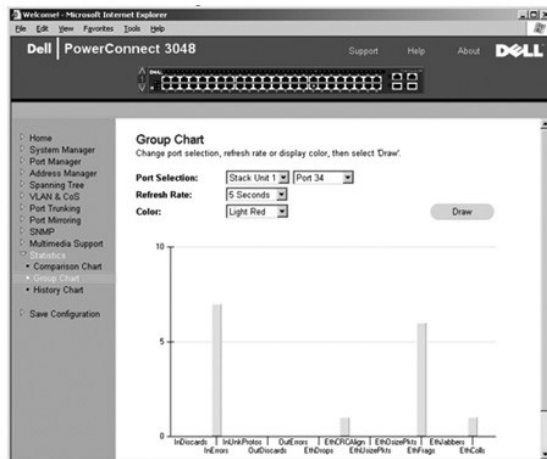 Welcome! - Microsoft Internet Explorer
File Edit View Favorites Tools Help
Dell | PowerConnect 3048
Support Help About DELL
Home
System Manager
Port Manager
Address Manager
Spanning Tree
VLAN & CoS
Port Trunking
Port Mirroring
SNMP
Multimedia Support
Statistics
Comparison Chart
Group Chart
History Chart
Save Configuration
Group Chart
Change port selection, refresh rate or display color, then select 'Draw'.
Port Selection: Stack Unit 1 Port 34
Refresh Rate: 5 Seconds
Color: Light Red
Draw
10
5
0
InDiscards InUnkProtos OutErrors EthCRCAlign EthOsizePkts EthJabbers
InErrors OutDiscards EthDrops EthUsizePkts EthFrags EthColls